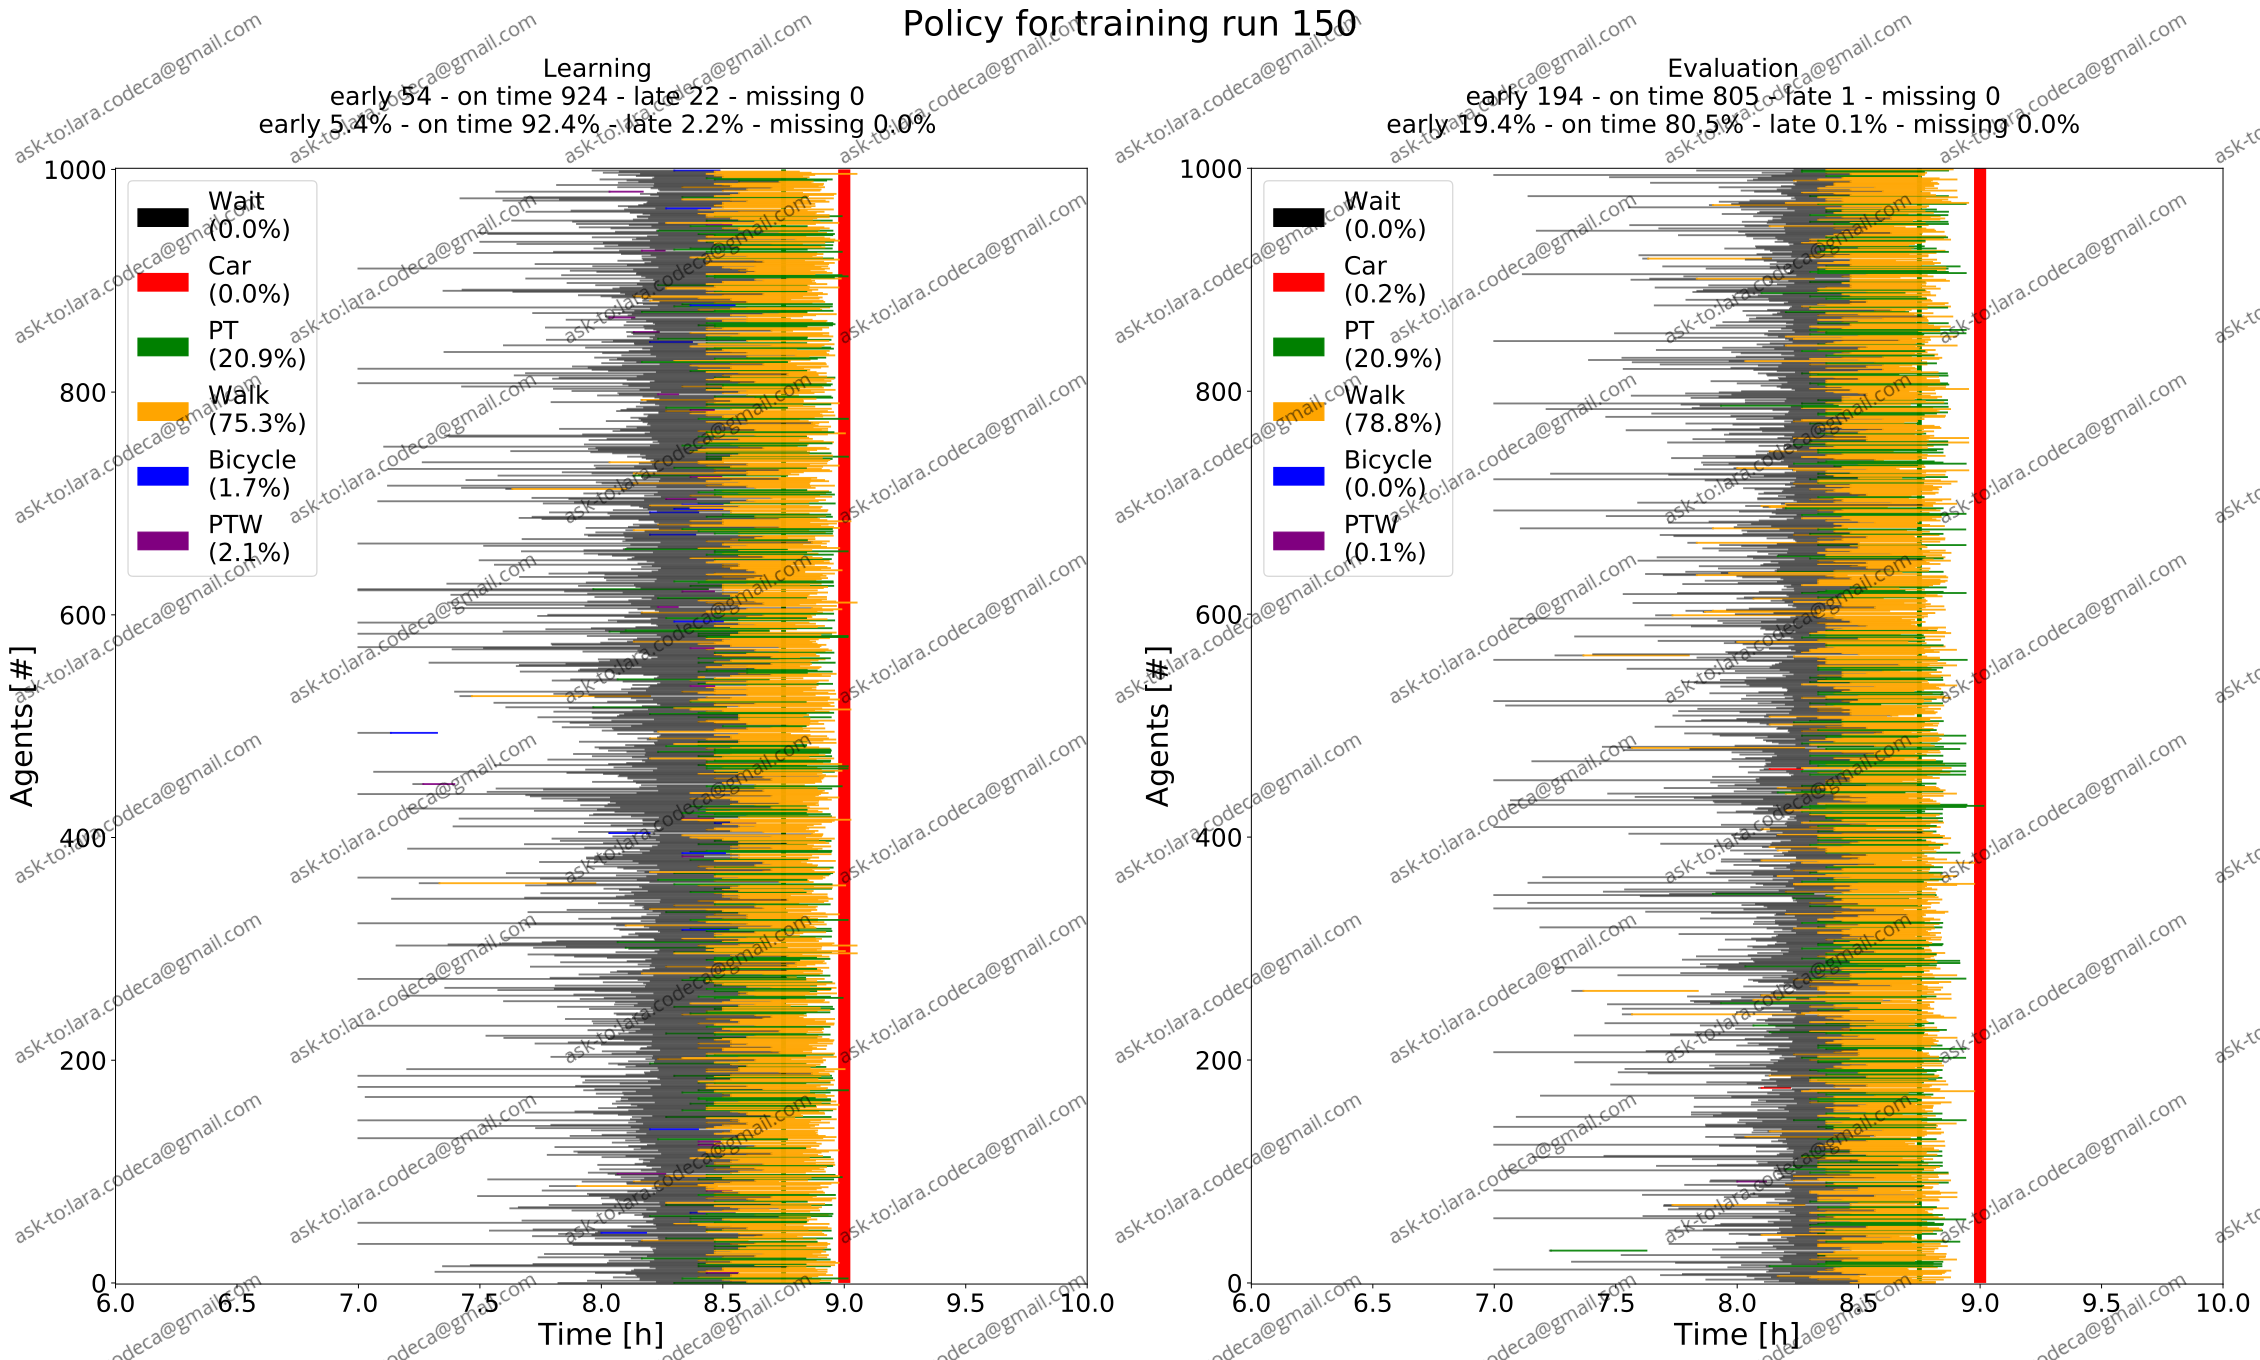 Policy for training run 150
Learning
early 54 - on time 924 - late 22 - missing 0
early 5.4% - on time 92.4% - late 2.2% - missing 0.0%
1000
800
600
400
200
0
Agents [#]
Wait
(0.0%)
Car
(0.0%)
PT
(20.9%)
Walk
(75.3%)
Bicycle
(1.7%)
PTW
(2.1%)
6.0 6.5 7.0 7.5 8.0 8.5 9.0 9.5 10.0
Time [h]
Evaluation
early 194 - on time 805 - late 1 - missing 0
early 19.4% - on time 80.5% - late 0.1% - missing 0.0%
1000
800
600
400
200
0
Agents [#]
Wait
(0.0%)
Car
(0.2%)
PT
(20.9%)
Walk
(78.8%)
Bicycle
(0.0%)
PTW
(0.1%)
6.0 6.5 7.0 7.5 8.0 8.5 9.0 9.5 10.0
Time [h]
ask-to:lara.codeca@gmail.com